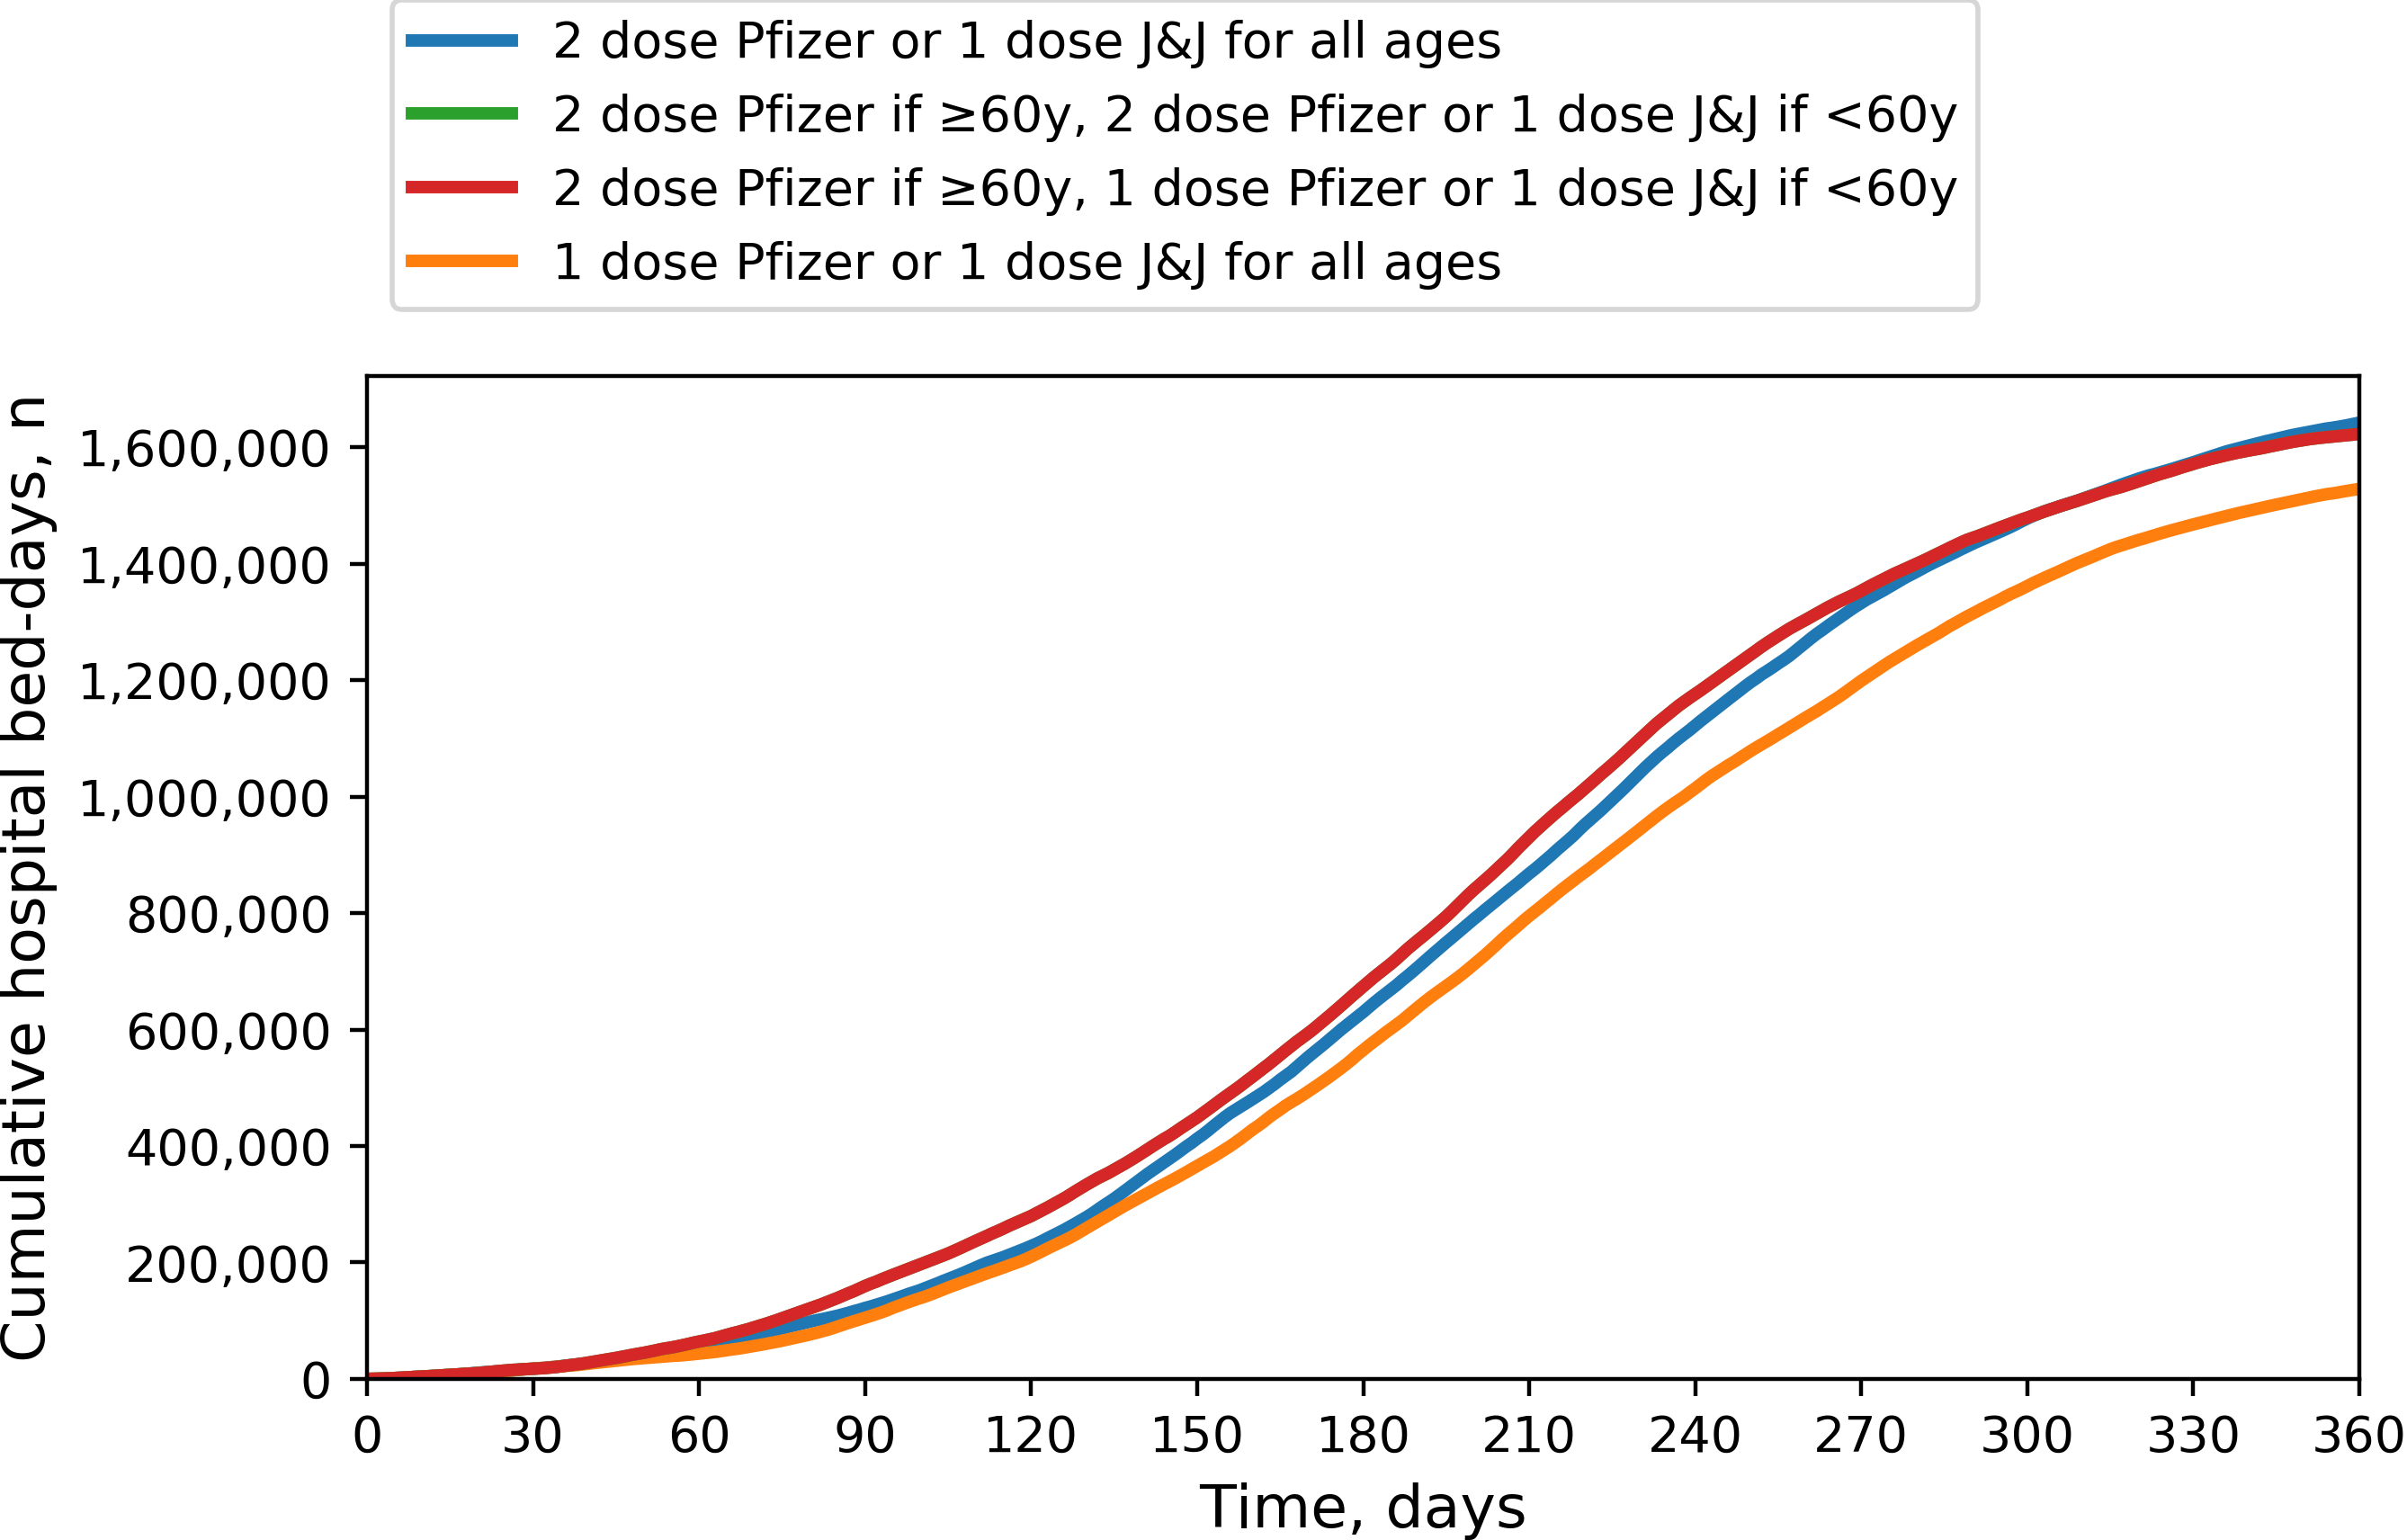 2 dose Pfizer or 1 dose J&J for all ages
2 dose Pfizer if ≥60y, 2 dose Pfizer or 1 dose J&J if <60y
2 dose Pfizer if ≥60y, 1 dose Pfizer or 1 dose J&J if <60y
1 dose Pfizer or 1 dose J&J for all ages
Cumulative hospital bed-days, n
1,600,000
1,400,000
1,200,000
1,000,000
800,000
600,000
400,000
200,000
0
0 30 60 90 120 150 180 210 240 270 300 330 360
Time, days